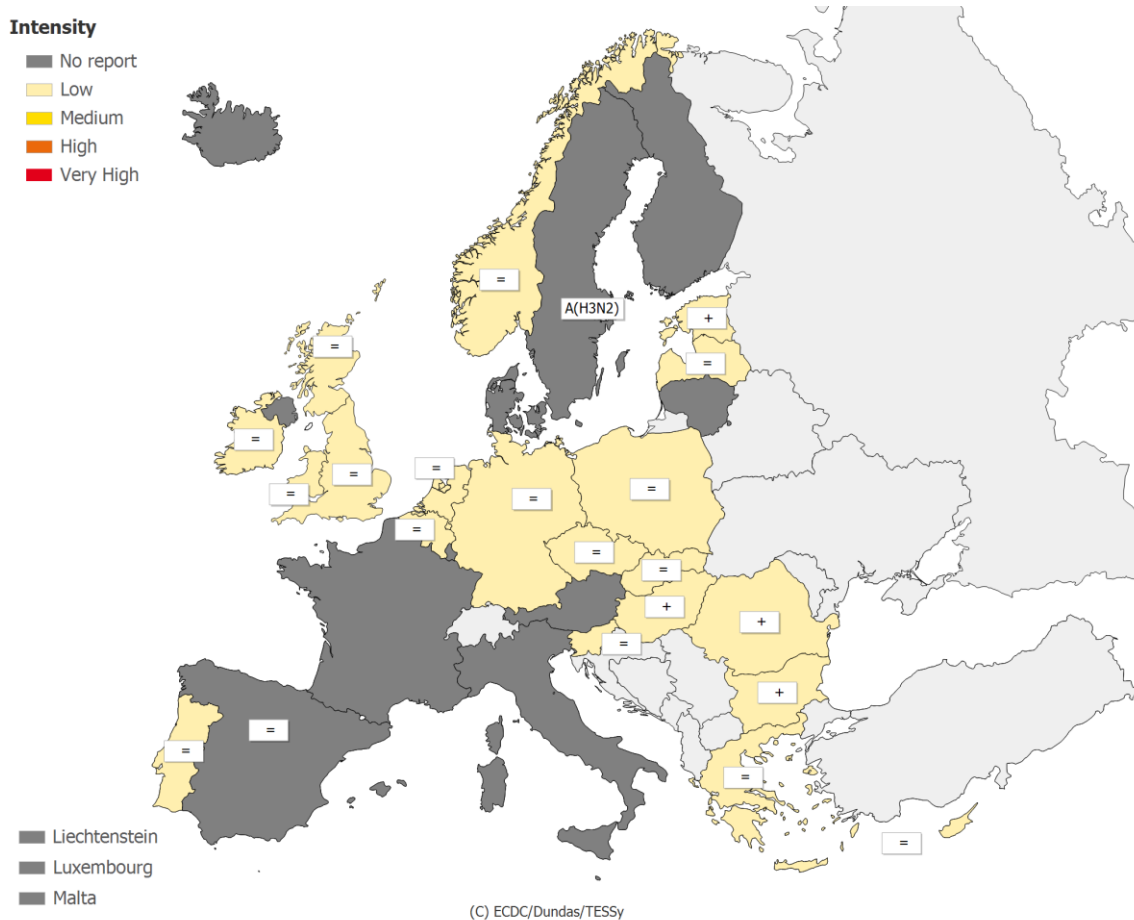 Intensity
No report
Low
Medium
High
Very High
=
A(H3N2)
+
=
=
=
=
=
=
=
=
=
=
=
+
=
+
+
=
=
=
=
Liechtenstein
Luxembourg
Malta
(C) ECDC/Dundas/TESSy